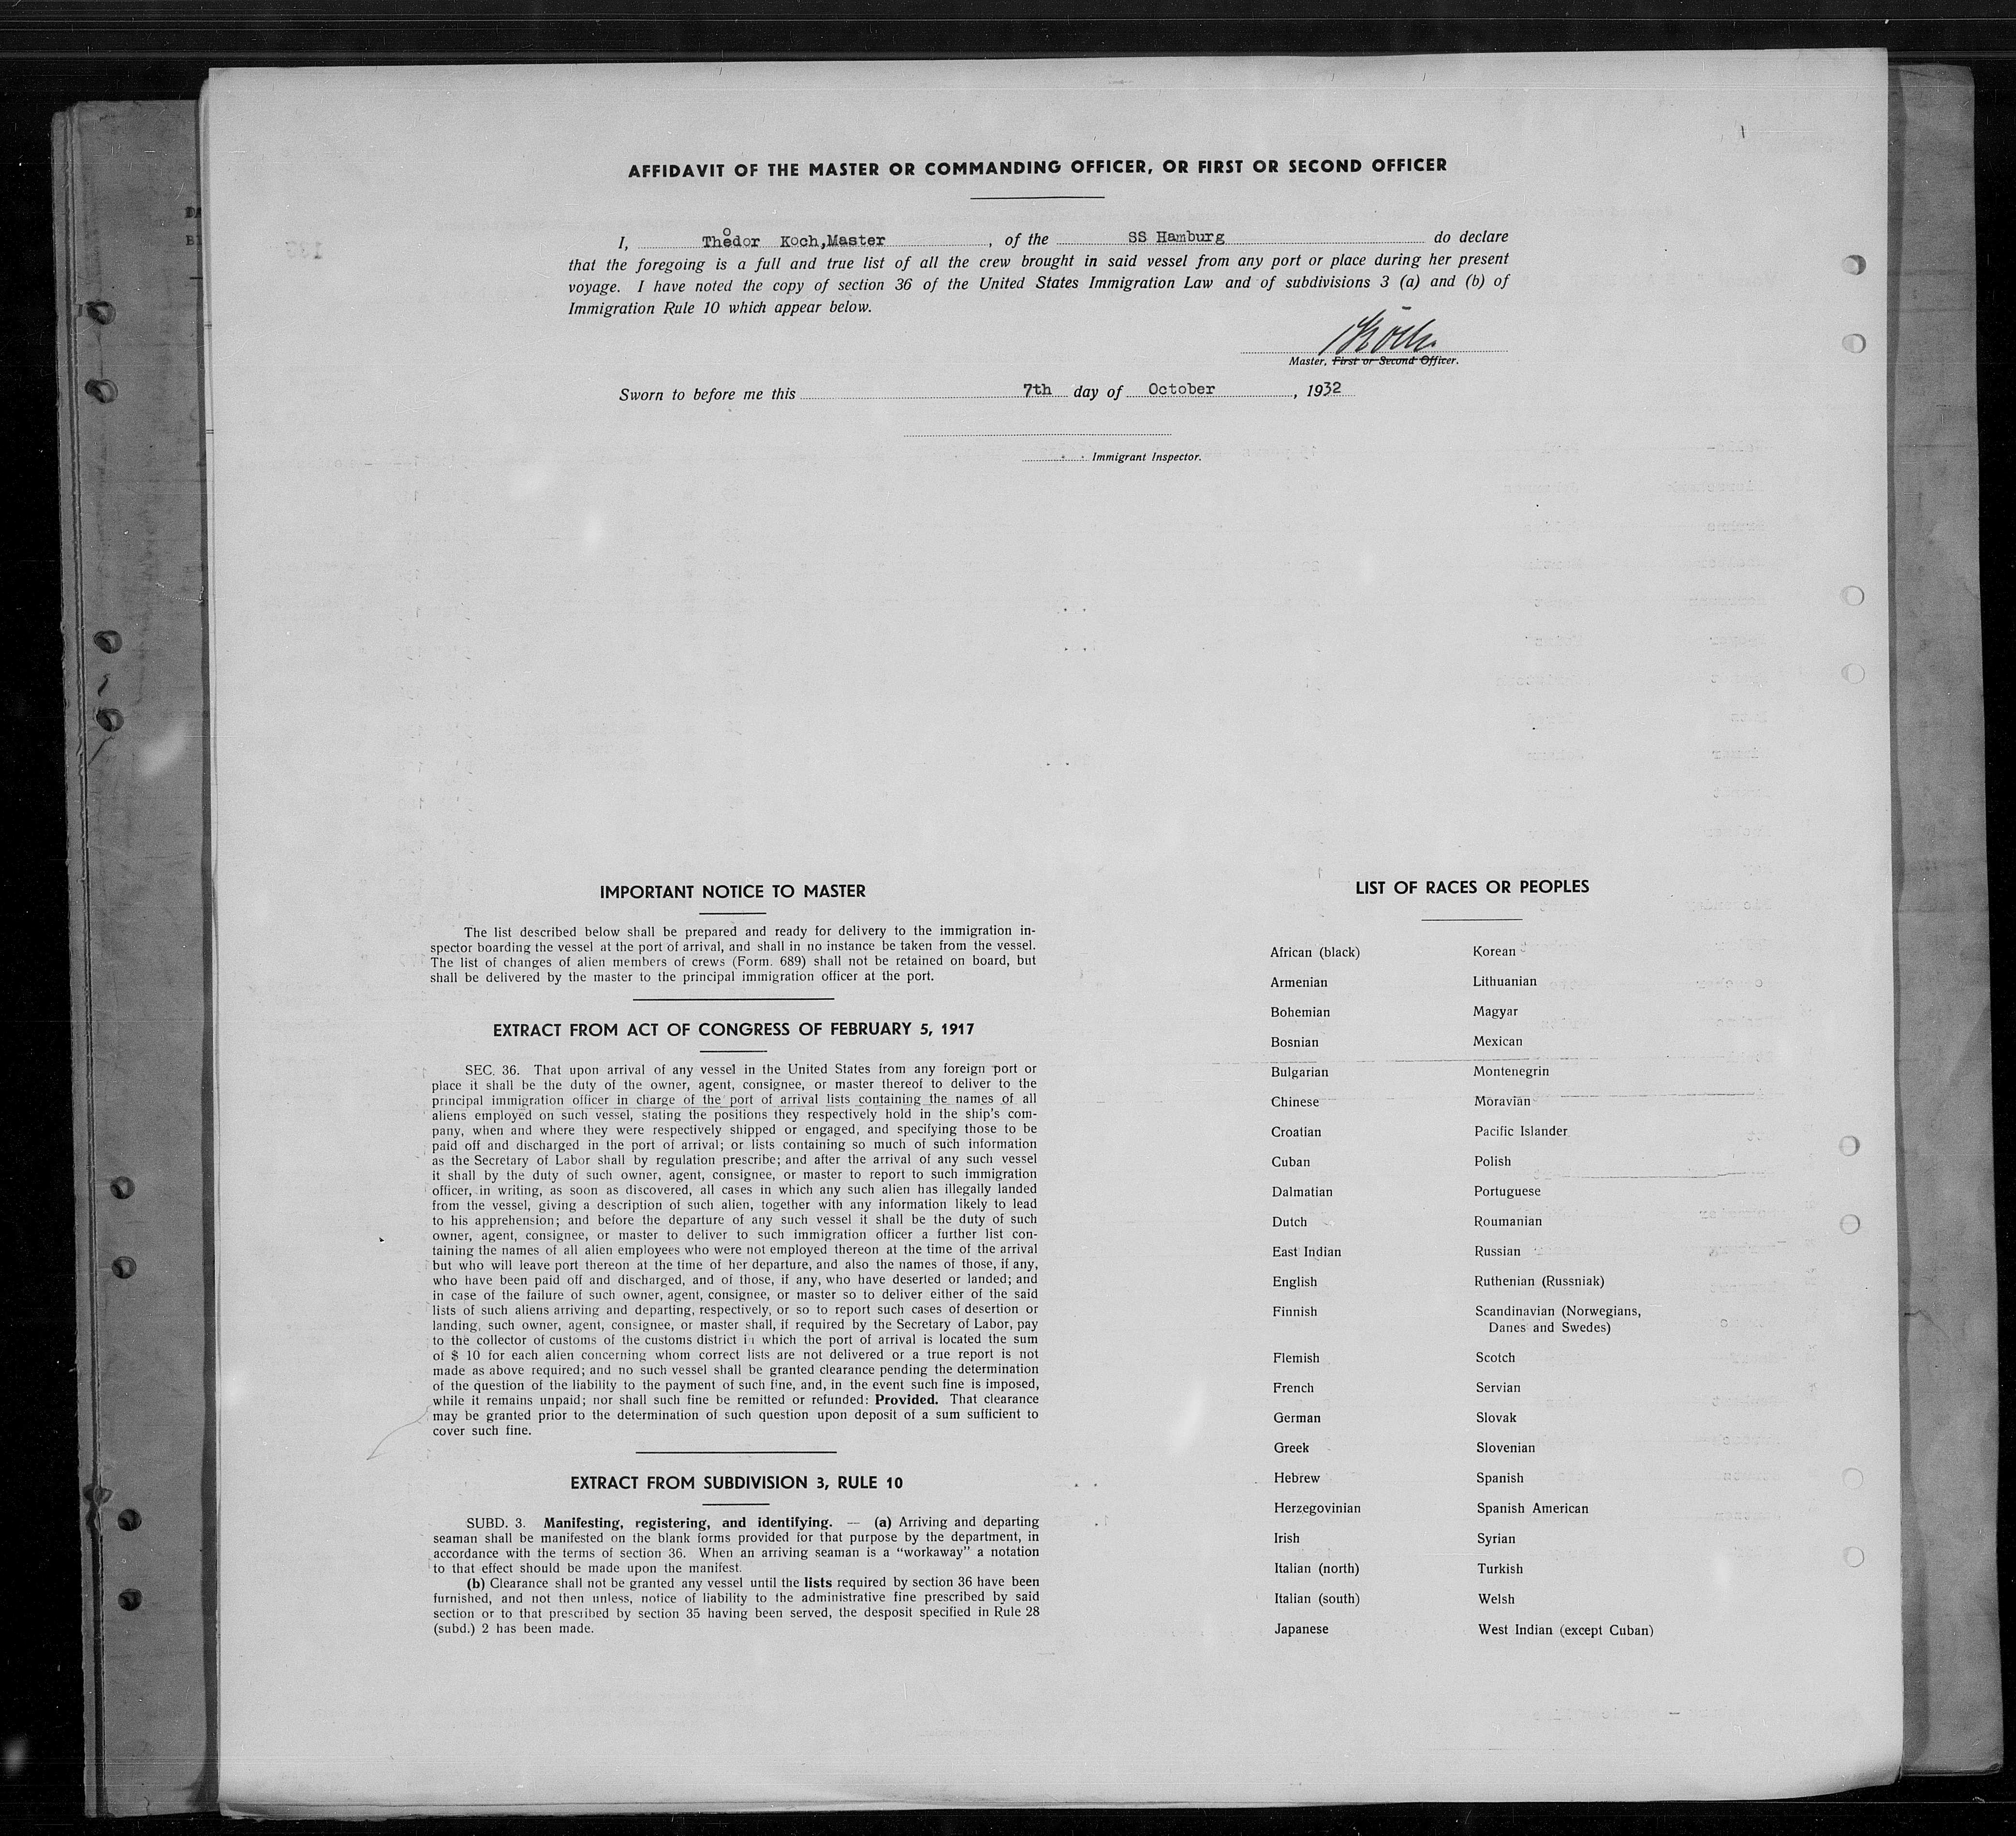 AFFIDAVIT OF THE MASTER OR COMMANDING OFFICER, OR FIRST OR SECOND OFFICER
I, Thedor Koch,Master , of the SS Hamburg do declare
that the foregoing is a full and true list of all the crew brought in said vessel from any port or place during her present
voyage. I have noted the copy of section 36 of the United States Immigration Law and of subdivisions 3 (a) and (b) of
Immigration Rule 10 which appear below.
Koch.
Master, First or Second Officer.
Sworn to before me this 7th day of October , 1932
Immigrant Inspector.
IMPORTANT NOTICE TO MASTER
The list described below shall be prepared and ready for delivery to the immigration in-
spector boarding the vessel at the port of arrival, and shall in no instance be taken from the vessel.
The list of changes of alien members of crews (Form. 689) shall not be retained on board, but
shall be delivered by the master to the principal immigration officer at the port.
EXTRACT FROM ACT OF CONGRESS OF FEBRUARY 5, 1917
SEC. 36. That upon arrival of any vessel in the United States from any foreign port or
place it shall be the duty of the owner, agent, consignee, or master thereof to deliver to the
principal immigration officer in charge of the port of arrival lists containing the names of all
aliens employed on such vessel, stating the positions they respectively hold in the ship's com-
pany, when and where they were respectively shipped or engaged, and specifying those to be
paid off and discharged in the port of arrival; or lists containing so much of such information
as the Secretary of Labor shall by regulation prescribe; and after the arrival of any such vessel
it shall by the duty of such owner, agent, consignee, or master to report to such immigration
officer, in writing, as soon as discovered, all cases in which any such alien has illegally landed
from the vessel, giving a description of such alien, together with any information likely to lead
to his apprehension; and before the departure of any such vessel it shall be the duty of such
owner, agent, consignee, or master to deliver to such immigration officer a further list con-
taining the names of all alien employees who were not employed thereon at the time of the arrival
but who will leave port thereon at the time of her departure, and also the names of those, if any,
who have been paid off and discharged, and of those, if any, who have deserted or landed; and
in case of the failure of such owner, agent, consignee, or master so to deliver either of the said
lists of such aliens arriving and departing, respectively, or so to report such cases of desertion or
landing, such owner, agent, consignee, or master shall, if required by the Secretary of Labor, pay
to the collector of customs of the customs district in which the port of arrival is located the sum
of $ 10 for each alien concerning whom correct lists are not delivered or a true report is not
made as above required; and no such vessel shall be granted clearance pending the determination
of the question of the liability to the payment of such fine, and, in the event such fine is imposed,
while it remains unpaid; nor shall such fine be remitted or refunded: Provided. That clearance
may be granted prior to the determination of such question upon deposit of a sum sufficient to
cover such fine.
EXTRACT FROM SUBDIVISION 3, RULE 10
SUBD. 3. Manifesting, registering, and identifying. — (a) Arriving and departing
seaman shall be manifested on the blank forms provided for that purpose by the department, in
accordance with the terms of section 36. When an arriving seaman is a “workaway” a notation
to that effect should be made upon the manifest.
(b) Clearance shall not be granted any vessel until the lists required by section 36 have been
furnished, and not then unless, notice of liability to the administrative fine prescribed by said
section or to that prescribed by section 35 having been served, the desposit specified in Rule 28
(subd.) 2 has been made.
LIST OF RACES OR PEOPLES
African (black) Korean
Armenian Lithuanian
Bohemian Magyar
Bosnian Mexican
Bulgarian Montenegrin
Chinese Moravian
Croatian Pacific Islander
Cuban Polish
Dalmatian Portuguese
Dutch Roumanian
East Indian Russian
English Ruthenian (Russniak)
Finnish Scandinavian (Norwegians,
Danes and Swedes)
Flemish Scotch
French Servian
German Slovak
Greek Slovenian
Hebrew Spanish
Herzegovinian Spanish American
Irish Syrian
Italian (north) Turkish
Italian (south) Welsh
Japanese West Indian (except Cuban)